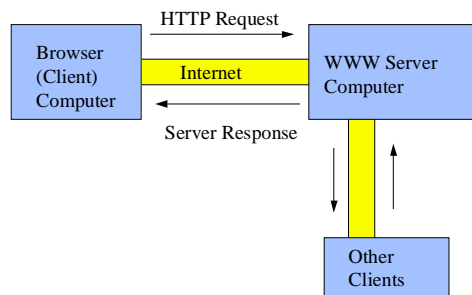 HTTP Request
Browser
(Client)
Computer
Internet
WWW Server
Computer
Server Response
Other
Clients